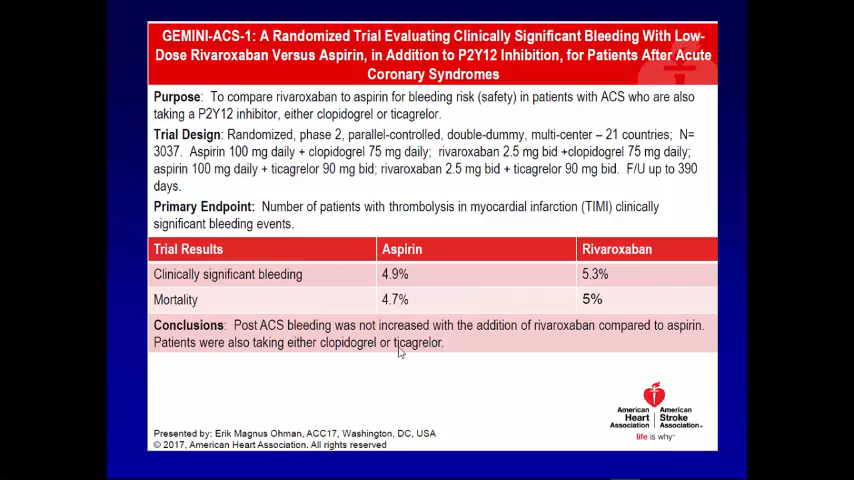 GEMINI-ACS-1: A Randomized Trial Evaluating Clinically Significant Bleeding With Low-
Dose Rivaroxaban Versus Aspirin, in Addition to P2Y12 Inhibition, for Patients After Acute
Coronary Syndromes
Purpose: To compare rivaroxaban to aspirin for bleeding risk (safety) in patients with ACS who are also
taking a P2Y12 inhibitor, either clopidogrel or ticagrelor.
Trial Design: Randomized, phase 2, parallel-controlled, double-dummy, multi-center – 21 countries; N=
3037. Aspirin 100 mg daily + clopidogrel 75 mg daily; rivaroxaban 2.5 mg bid +clopidogrel 75 mg daily;
aspirin 100 mg daily + ticagrelor 90 mg bid; rivaroxaban 2.5 mg bid + ticagrelor 90 mg bid. F/U up to 390
days.
Primary Endpoint: Number of patients with thrombolysis in myocardial infarction (TIMI) clinically
significant bleeding events.
Trial Results Aspirin Rivaroxaban
Clinically significant bleeding 4.9% 5.3%
Mortality 4.7% 5%
Conclusions: Post ACS bleeding was not increased with the addition of rivaroxaban compared to aspirin.
Patients were also taking either clopidogrel or ticagrelor.
American Heart Association
American Stroke Association®
life is why™
Presented by: Erik Magnus Ohman, ACC17, Washington, DC, USA
© 2017, American Heart Association. All rights reserved